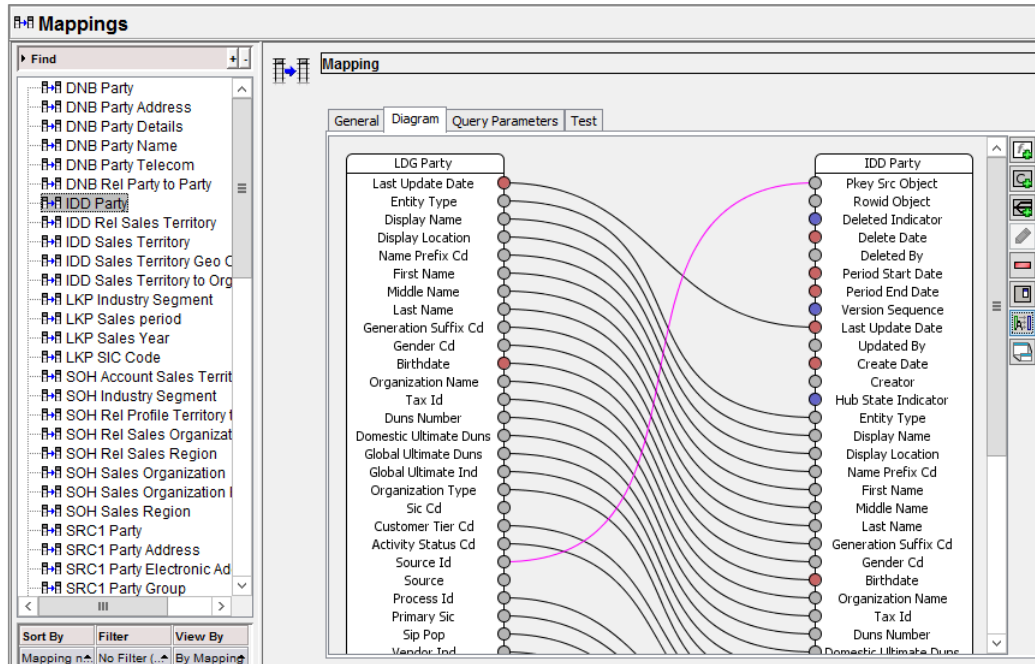 Mappings
Find
+ -
DNB Party
DNB Party Address
DNB Party Details
DNB Party Name
DNB Party Telecom
DNB Rel Party to Party
IDD Party
IDD Rel Sales Territory
IDD Sales Territory
IDD Sales Territory Geo C
IDD Sales Territory to Org
LKP Industry Segment
LKP Sales period
LKP Sales Year
LKP SIC Code
SOH Account Sales Territ
SOH Industry Segment
SOH Rel Profile Territory t
SOH Rel Sales Organizat
SOH Rel Sales Region
SOH Sales Organization
SOH Sales Organization I
SOH Sales Region
SRC1 Party
SRC1 Party Address
SRC1 Party Electronic Ad
SRC1 Party Group
Sort By Filter View By
Mapping n... No Filter (... By Mapping
Mapping
General Diagram Query Parameters Test
LDG Party
Last Update Date
Entity Type
Display Name
Display Location
Name Prefix Cd
First Name
Middle Name
Last Name
Generation Suffix Cd
Gender Cd
Birthdate
Organization Name
Tax Id
Duns Number
Domestic Ultimate Duns
Global Ultimate Duns
Global Ultimate Ind
Organization Type
Sic Cd
Customer Tier Cd
Activity Status Cd
Source Id
Source
Process Id
Primary Sic
Sip Pop
Vendor Ind
IDD Party
Pkey Src Object
Rowid Object
Deleted Indicator
Delete Date
Deleted By
Period Start Date
Period End Date
Version Sequence
Last Update Date
Updated By
Create Date
Creator
Hub State Indicator
Entity Type
Display Name
Display Location
Name Prefix Cd
First Name
Middle Name
Last Name
Generation Suffix Cd
Gender Cd
Birthdate
Organization Name
Tax Id
Duns Number
Domestic Ultimate Duns